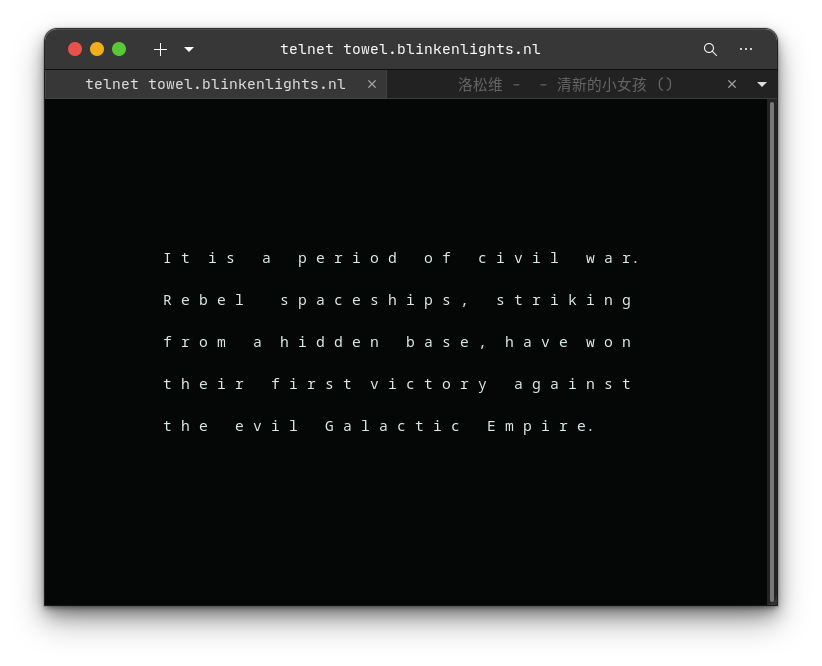 telnet towel.blinkenlights.nl
telnet towel.blinkenlights.nl
洛松维 - - 清新的小女孩 ()
It is a period of civil war.
Rebel spaceships, striking
from a hidden base, have won
their first victory against
the evil Galactic Empire.